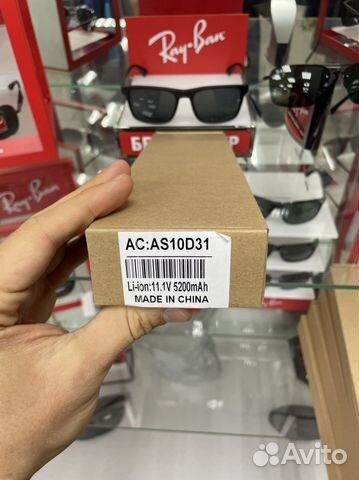 Ray-Ban
AC:AS10D31
Li-ion:11.1V 5200mAh
MADE IN CHINA
Ray-Ban
Avito